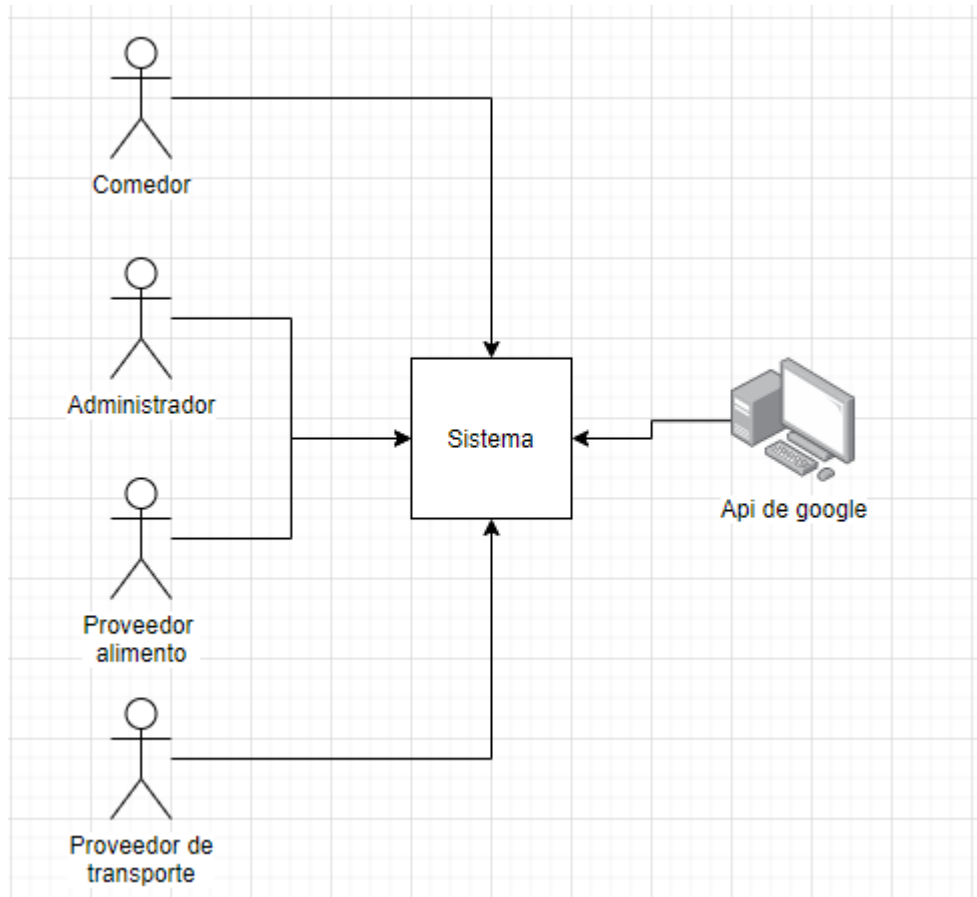 Comedor
Administrador
Sistema
Api de google
Proveedor
alimento
Proveedor de
transporte